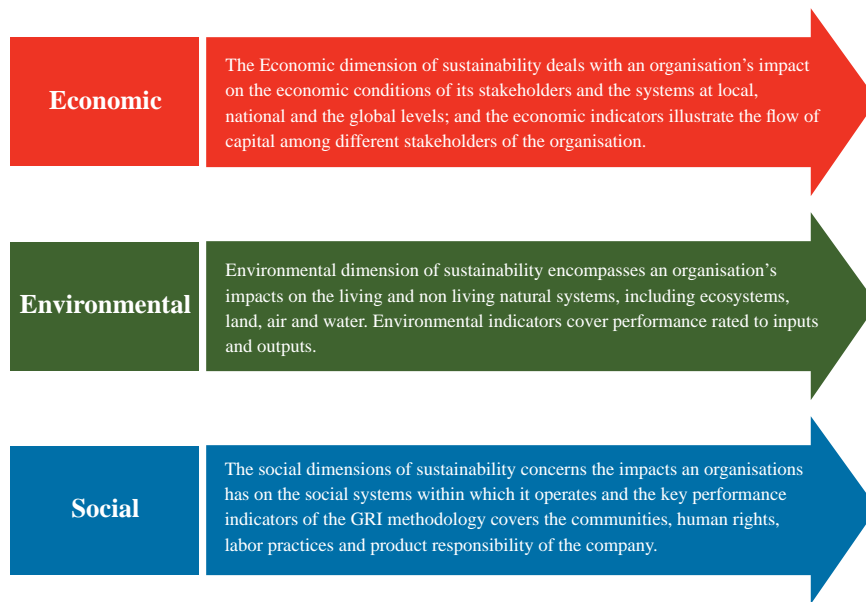 Economic
The Economic dimension of sustainability deals with an organisation’s impact
on the economic conditions of its stakeholders and the systems at local,
national and the global levels; and the economic indicators illustrate the flow of
capital among different stakeholders of the organisation.
Environmental
Environmental dimension of sustainability encompasses an organisation’s
impacts on the living and non living natural systems, including ecosystems,
land, air and water. Environmental indicators cover performance rated to inputs
and outputs.
Social
The social dimensions of sustainability concerns the impacts an organisations
has on the social systems within which it operates and the key performance
indicators of the GRI methodology covers the communities, human rights,
labor practices and product responsibility of the company.